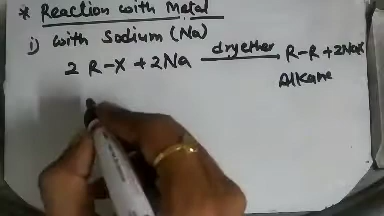 * Reaction with Metal
i) with Sodium (Na)
2 R-X + 2Na dryether R-R + 2NaX
Alkane